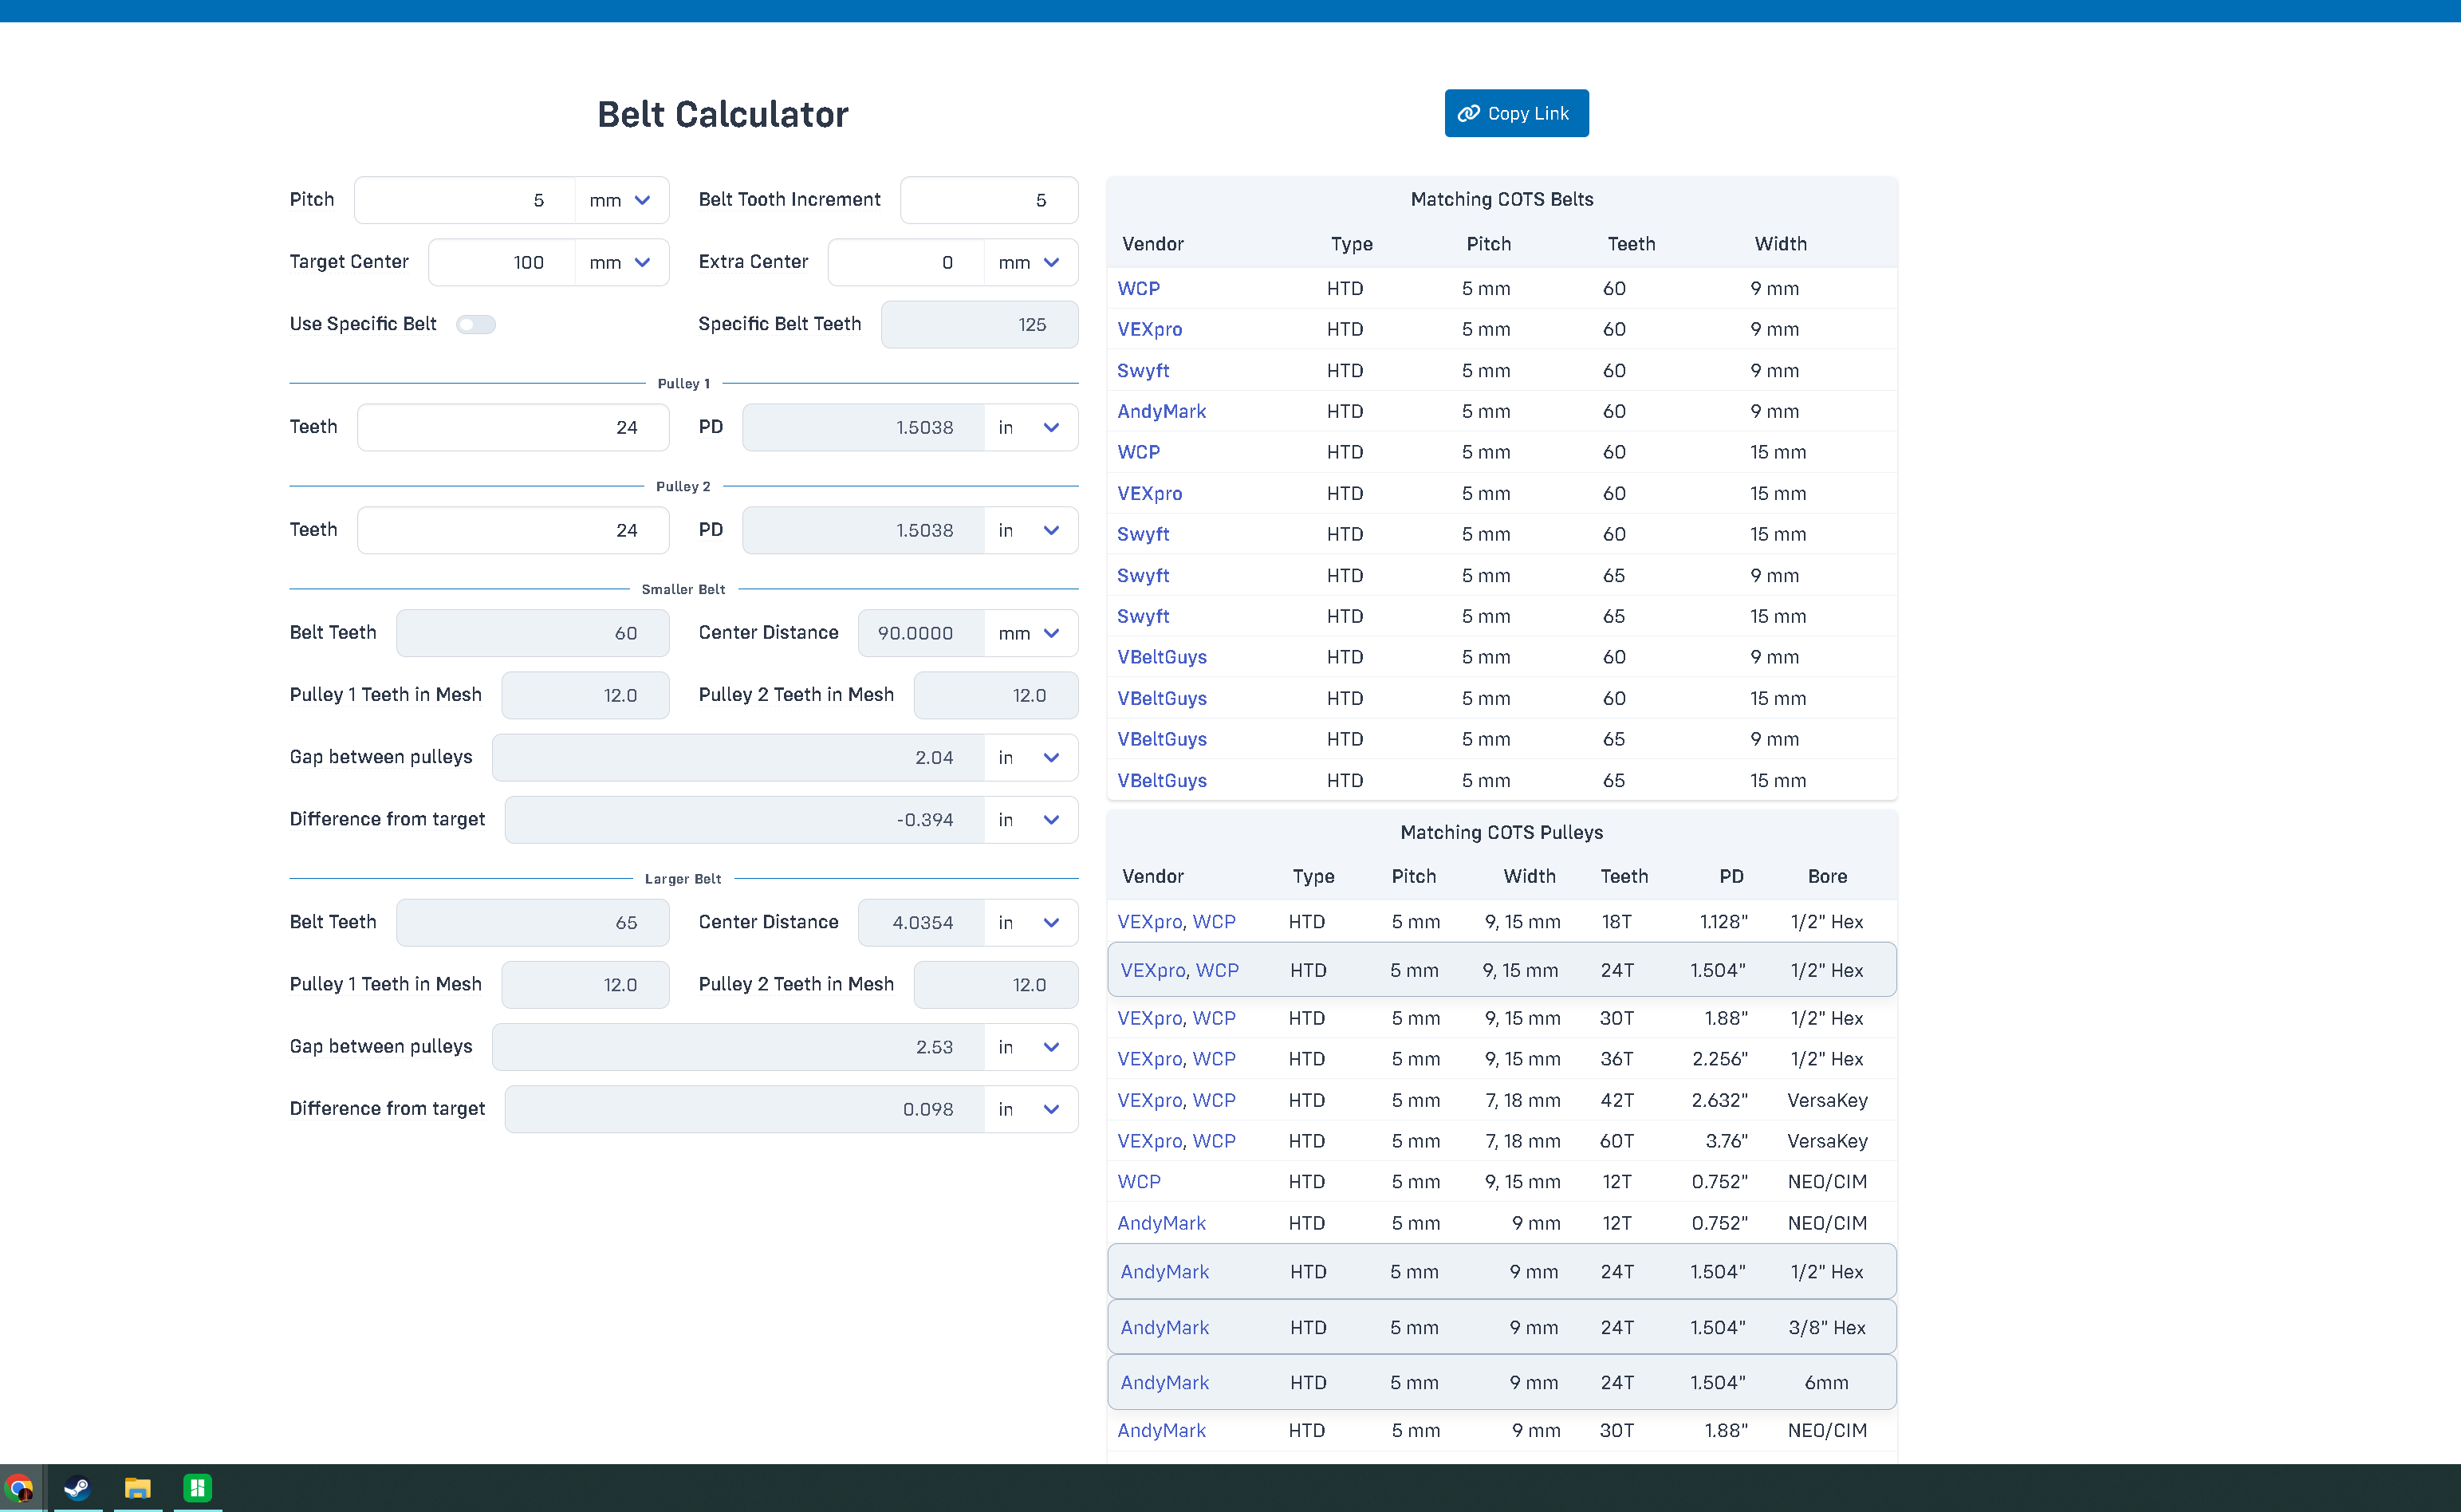 Belt Calculator
Copy Link
Pitch 5 mm Belt Tooth Increment 5
Target Center 100 mm Extra Center 0 mm
Use Specific Belt Specific Belt Teeth 125
Pulley 1
Teeth 24 PD 1.5038 in
Pulley 2
Teeth 24 PD 1.5038 in
Smaller Belt
Belt Teeth 60 Center Distance 90.0000 mm
Pulley 1 Teeth in Mesh 12.0 Pulley 2 Teeth in Mesh 12.0
Gap between pulleys 2.04 in
Difference from target -0.394 in
Larger Belt
Belt Teeth 65 Center Distance 4.0354 in
Pulley 1 Teeth in Mesh 12.0 Pulley 2 Teeth in Mesh 12.0
Gap between pulleys 2.53 in
Difference from target 0.098 in
Matching COTS Belts
Vendor Type Pitch Teeth Width
WCP HTD 5 mm 60 9 mm
VEXpro HTD 5 mm 60 9 mm
Swyft HTD 5 mm 60 9 mm
AndyMark HTD 5 mm 60 9 mm
WCP HTD 5 mm 60 15 mm
VEXpro HTD 5 mm 60 15 mm
Swyft HTD 5 mm 60 15 mm
Swyft HTD 5 mm 65 9 mm
Swyft HTD 5 mm 65 15 mm
VBeltGuys HTD 5 mm 60 9 mm
VBeltGuys HTD 5 mm 60 15 mm
VBeltGuys HTD 5 mm 65 9 mm
VBeltGuys HTD 5 mm 65 15 mm
Matching COTS Pulleys
Vendor Type Pitch Width Teeth PD Bore
VEXpro, WCP HTD 5 mm 9, 15 mm 18T 1.128" 1/2" Hex
VEXpro, WCP HTD 5 mm 9, 15 mm 24T 1.504" 1/2" Hex
VEXpro, WCP HTD 5 mm 9, 15 mm 30T 1.88" 1/2" Hex
VEXpro, WCP HTD 5 mm 9, 15 mm 36T 2.256" 1/2" Hex
VEXpro, WCP HTD 5 mm 7, 18 mm 42T 2.632" VersaKey
VEXpro, WCP HTD 5 mm 7, 18 mm 60T 3.76" VersaKey
WCP HTD 5 mm 9, 15 mm 12T 0.752" NEO/CIM
AndyMark HTD 5 mm 9 mm 12T 0.752" NEO/CIM
AndyMark HTD 5 mm 9 mm 24T 1.504" 1/2" Hex
AndyMark HTD 5 mm 9 mm 24T 1.504" 3/8" Hex
AndyMark HTD 5 mm 9 mm 24T 1.504" 6mm
AndyMark HTD 5 mm 9 mm 30T 1.88" NEO/CIM